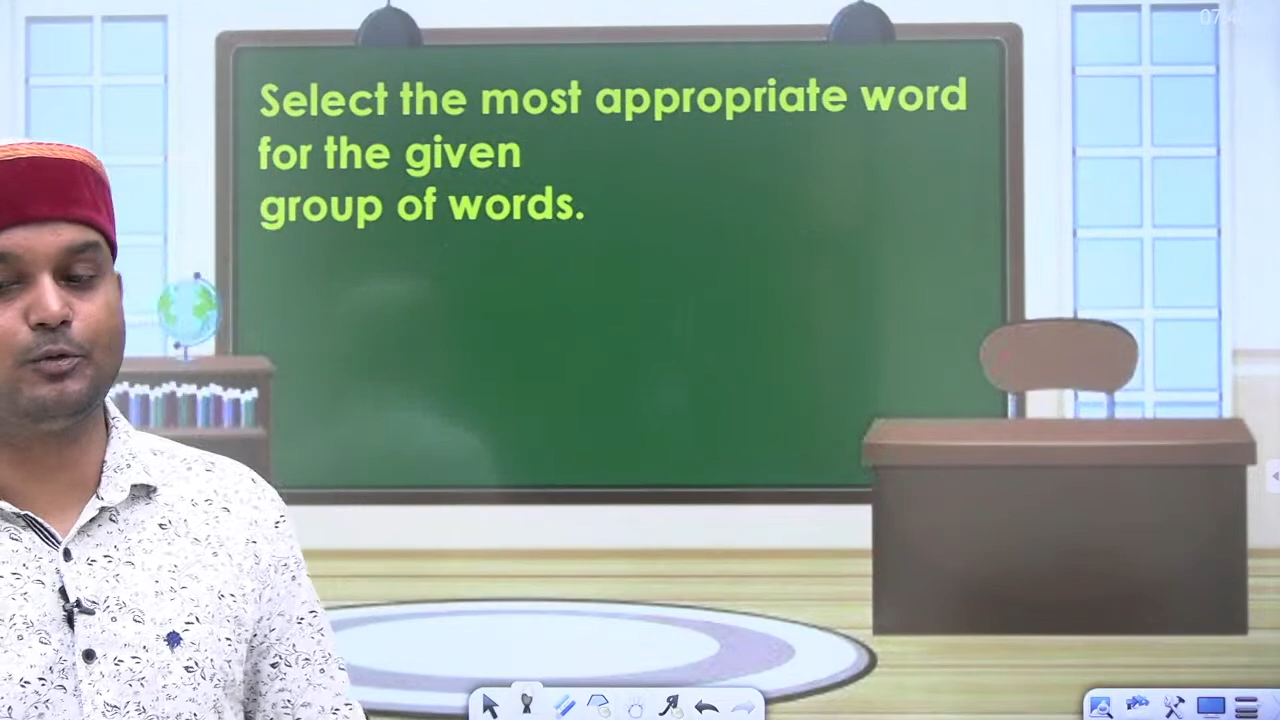 Select the most appropriate word
for the given
group of words.